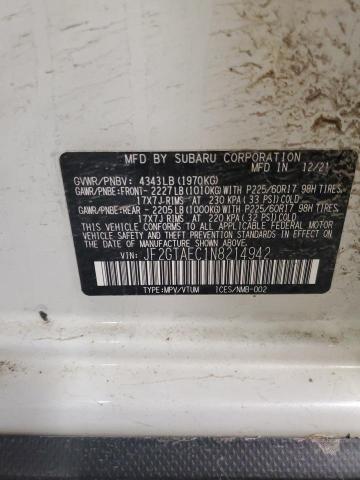 MFD BY SUBARU CORPORATION 12/21
GVWR/PNBV: 4343LB(1970KG)
GAWR/PNBE:FRONT-2227LB(1010KG)WITH P225/60R17 98H TIRES,
17X7J-RIMS AT 230 KPA(33 PSI)COLD
GAWR/PNBE:REAR -2205LB(1000KG)WITH P225/60R17 98H TIRES,
17X7J-RIMS AT 220 KPA(32 PSI)COLD
THIS VEHICLE CONFORMS TO ALL APPLICABLE
FEDERAL MOTOR VEHICLE SAFETY, BUMPER,
AND THEFT PREVENTION STANDARDS IN EFFECT ON
THE DATE OF MANUFACTURE SHOWN ABOVE.
VIN: JF2GTAEC1N8214942
TYPE:MPV/VTUM ICES/NMB-002